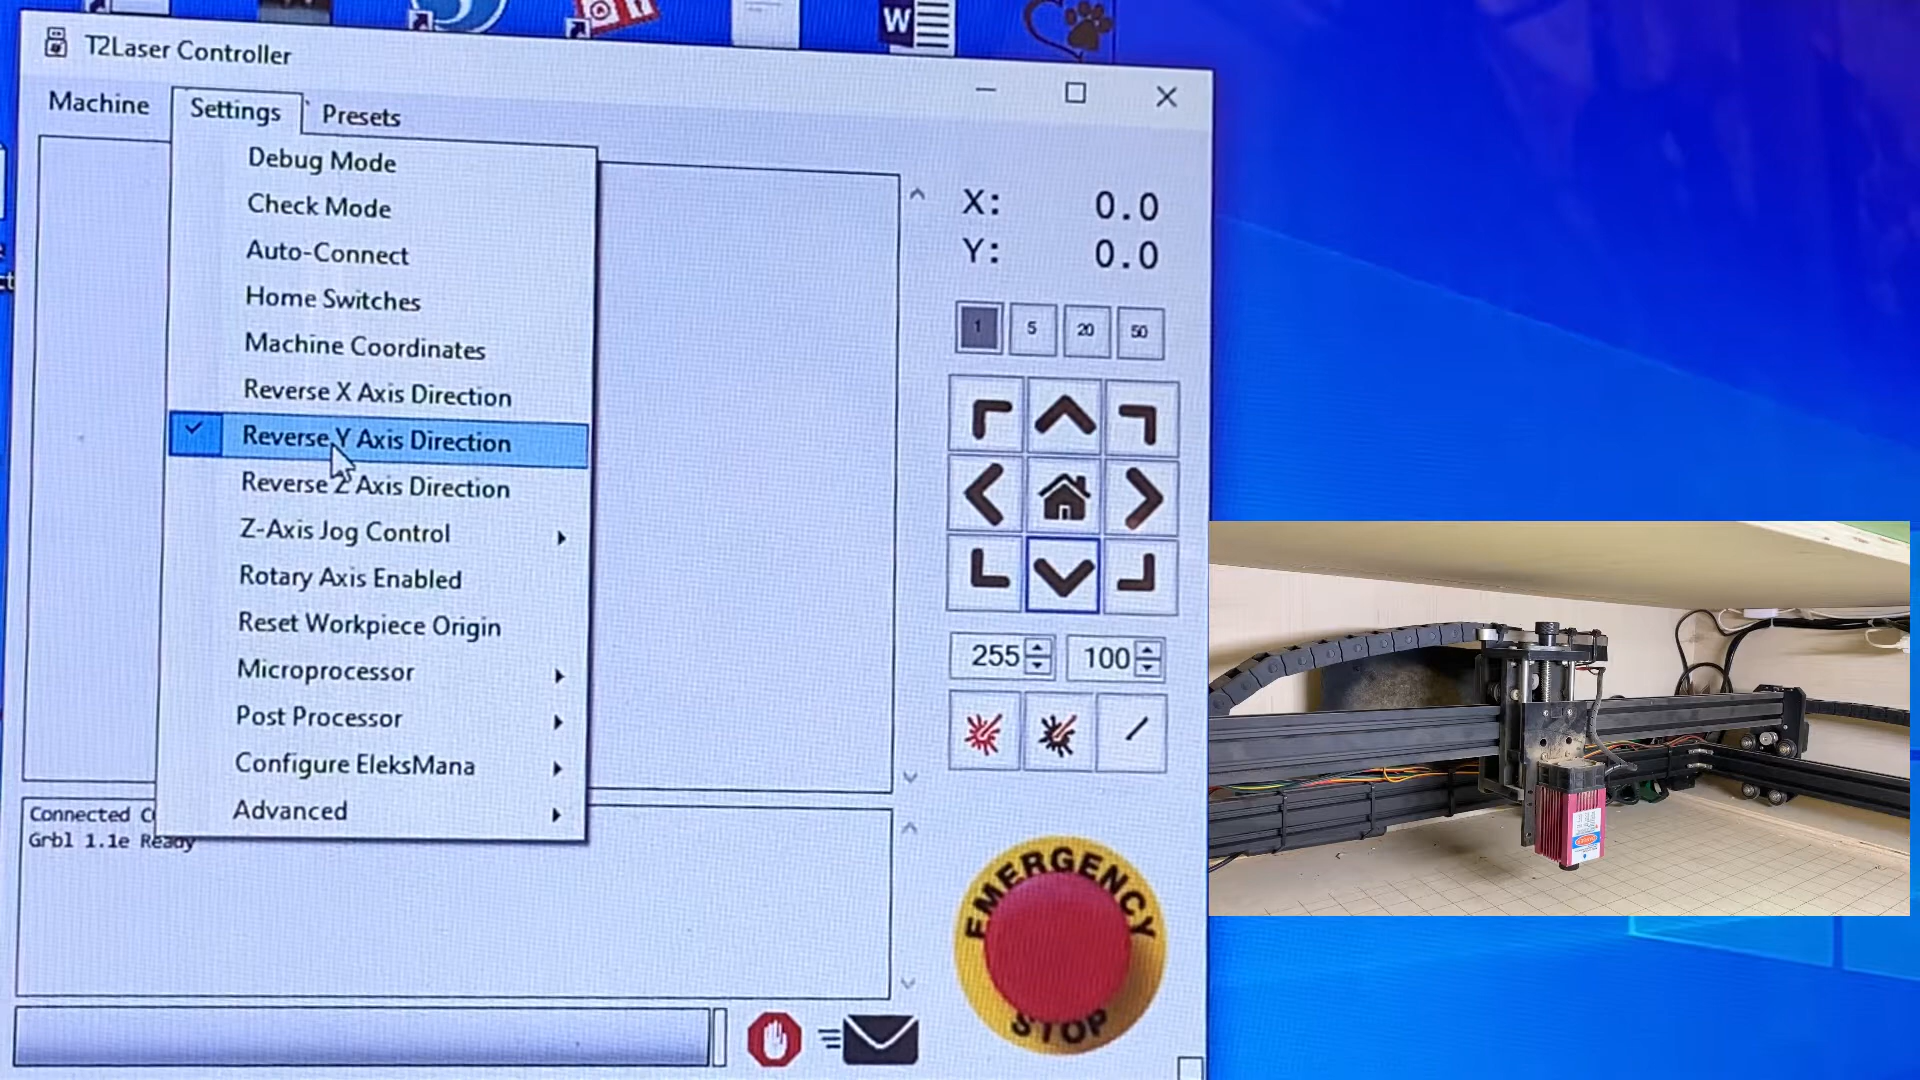 W
T2Laser Controller
Machine
Settings
Presets
Debug Mode
Check Mode
Auto-Connect
Home Switches
Machine Coordinates
Reverse X Axis Direction
Reverse Y Axis Direction
Reverse Z Axis Direction
Z-Axis Jog Control
Rotary Axis Enabled
Reset Workpiece Origin
Microprocessor
Post Processor
Configure EleksMana
Advanced
X: 0.0
Y: 0.0
1 5 20 50
255 100
Connected C
Grbl 1.1e Ready
EMERGENCY
STOP